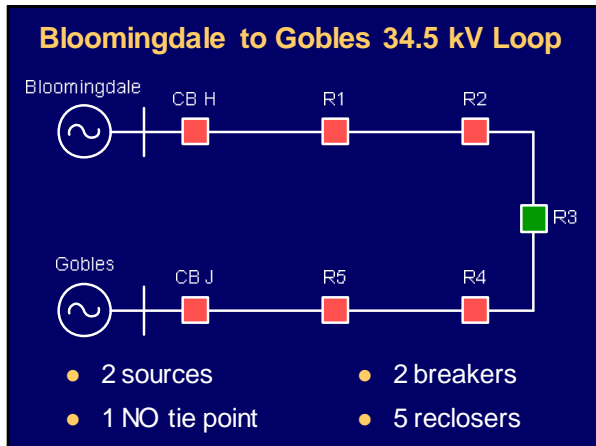 Bloomingdale to Gobles 34.5 kV Loop
Bloomingdale
CB H
R1
R2
R3
Gobles
CB J
R5
R4
2 sources
2 breakers
1 NO tie point
5 reclosers